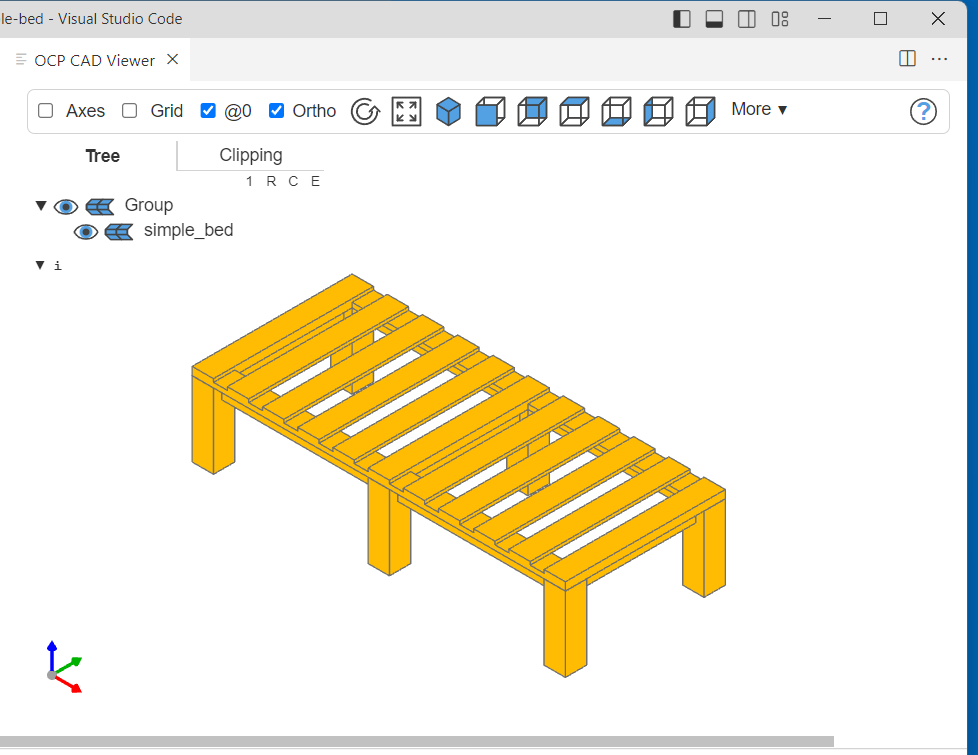 le-bed - Visual Studio Code
OCP CAD Viewer
Axes Grid @0 Ortho More ▼ ?
Tree Clipping
1 R C E
▼ Group
simple_bed
▼ i